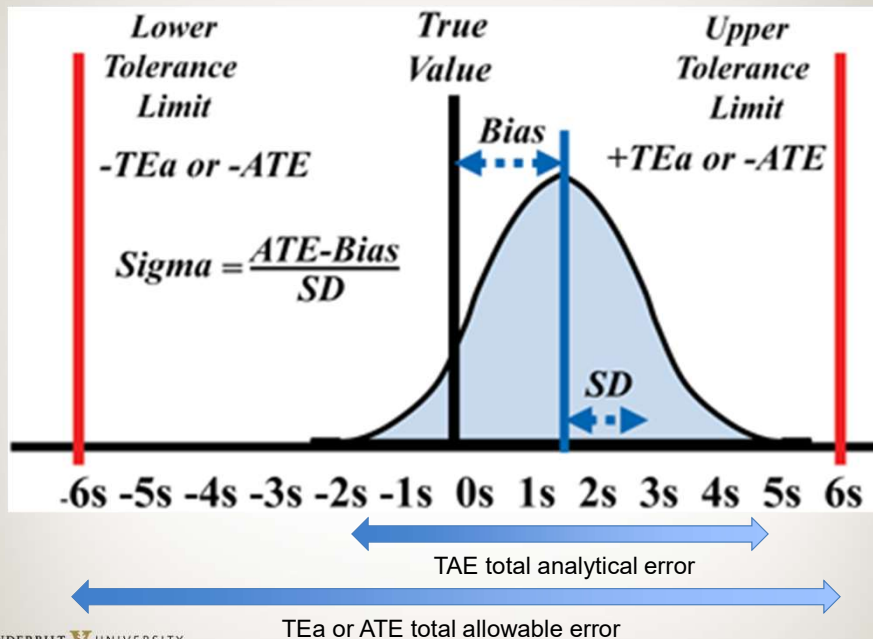 Lower
Tolerance
Limit
-TEa or -ATE
True
Value
Upper
Tolerance
Limit
+TEa or -ATE
Bias
Sigma = ATE-Bias
SD
SD
-6s -5s -4s -3s -2s -1s 0s 1s 2s 3s 4s 5s 6s
TAE total analytical error
TEa or ATE total allowable error
UNIVERSITY